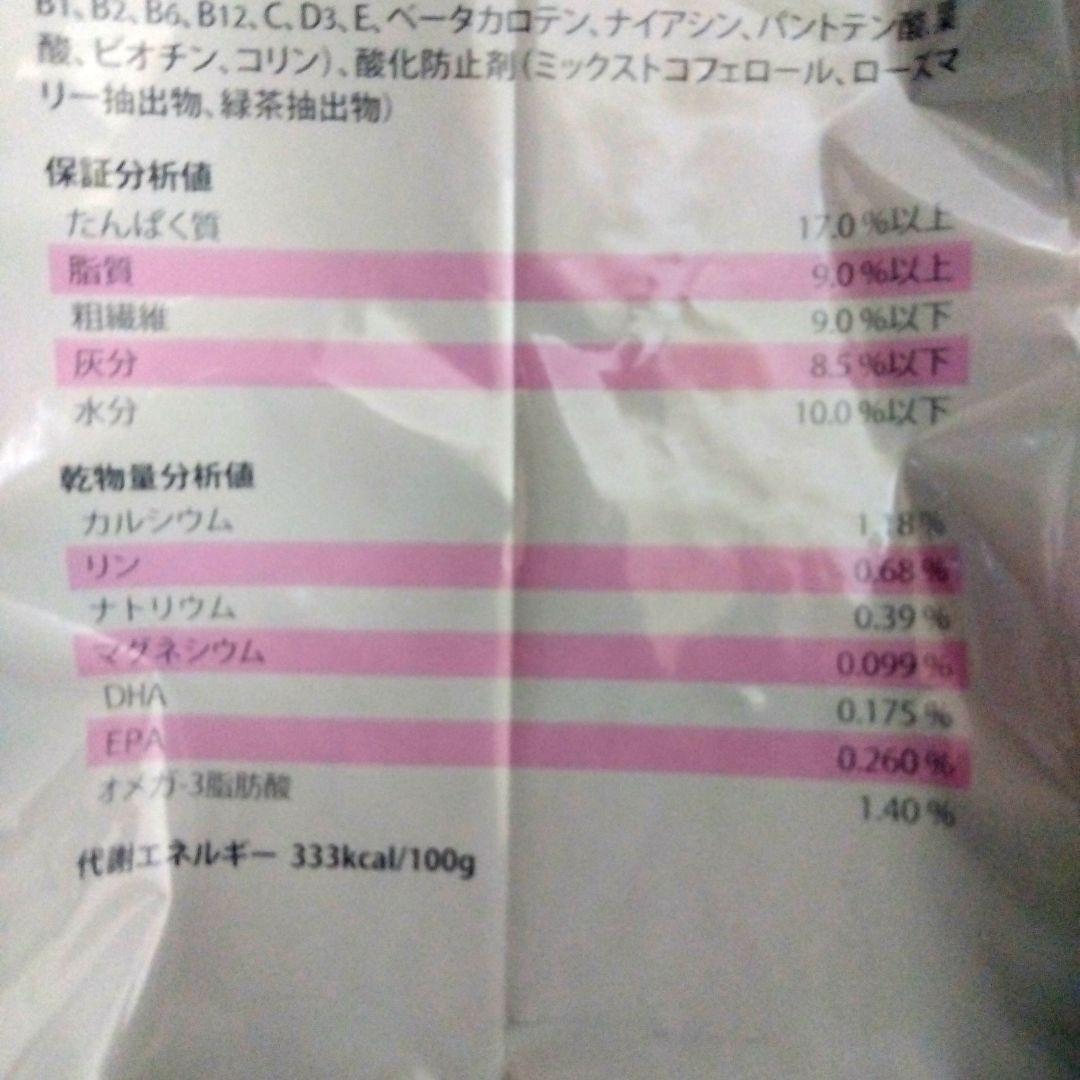 B1、B2、B6、B12、C、D3、E、ベータカロテン、ナイアシン、パントテン酸、葉
酸、ビオチン、コリン)、酸化防止剤(ミックストコフェロール、ローズマ
リー抽出物、緑茶抽出物)
保証分析値
たんぱく質 17.0%以上
脂質 9.0%以上
粗繊維 9.0%以下
灰分 8.5%以下
水分 10.0%以下
乾物量分析値
カルシウム 1.18%
リン 0.68%
ナトリウム 0.39%
マグネシウム 0.099%
DHA 0.175%
EPA 0.260%
オメガ-3脂肪酸 1.40%
代謝エネルギー 333kcal/100g